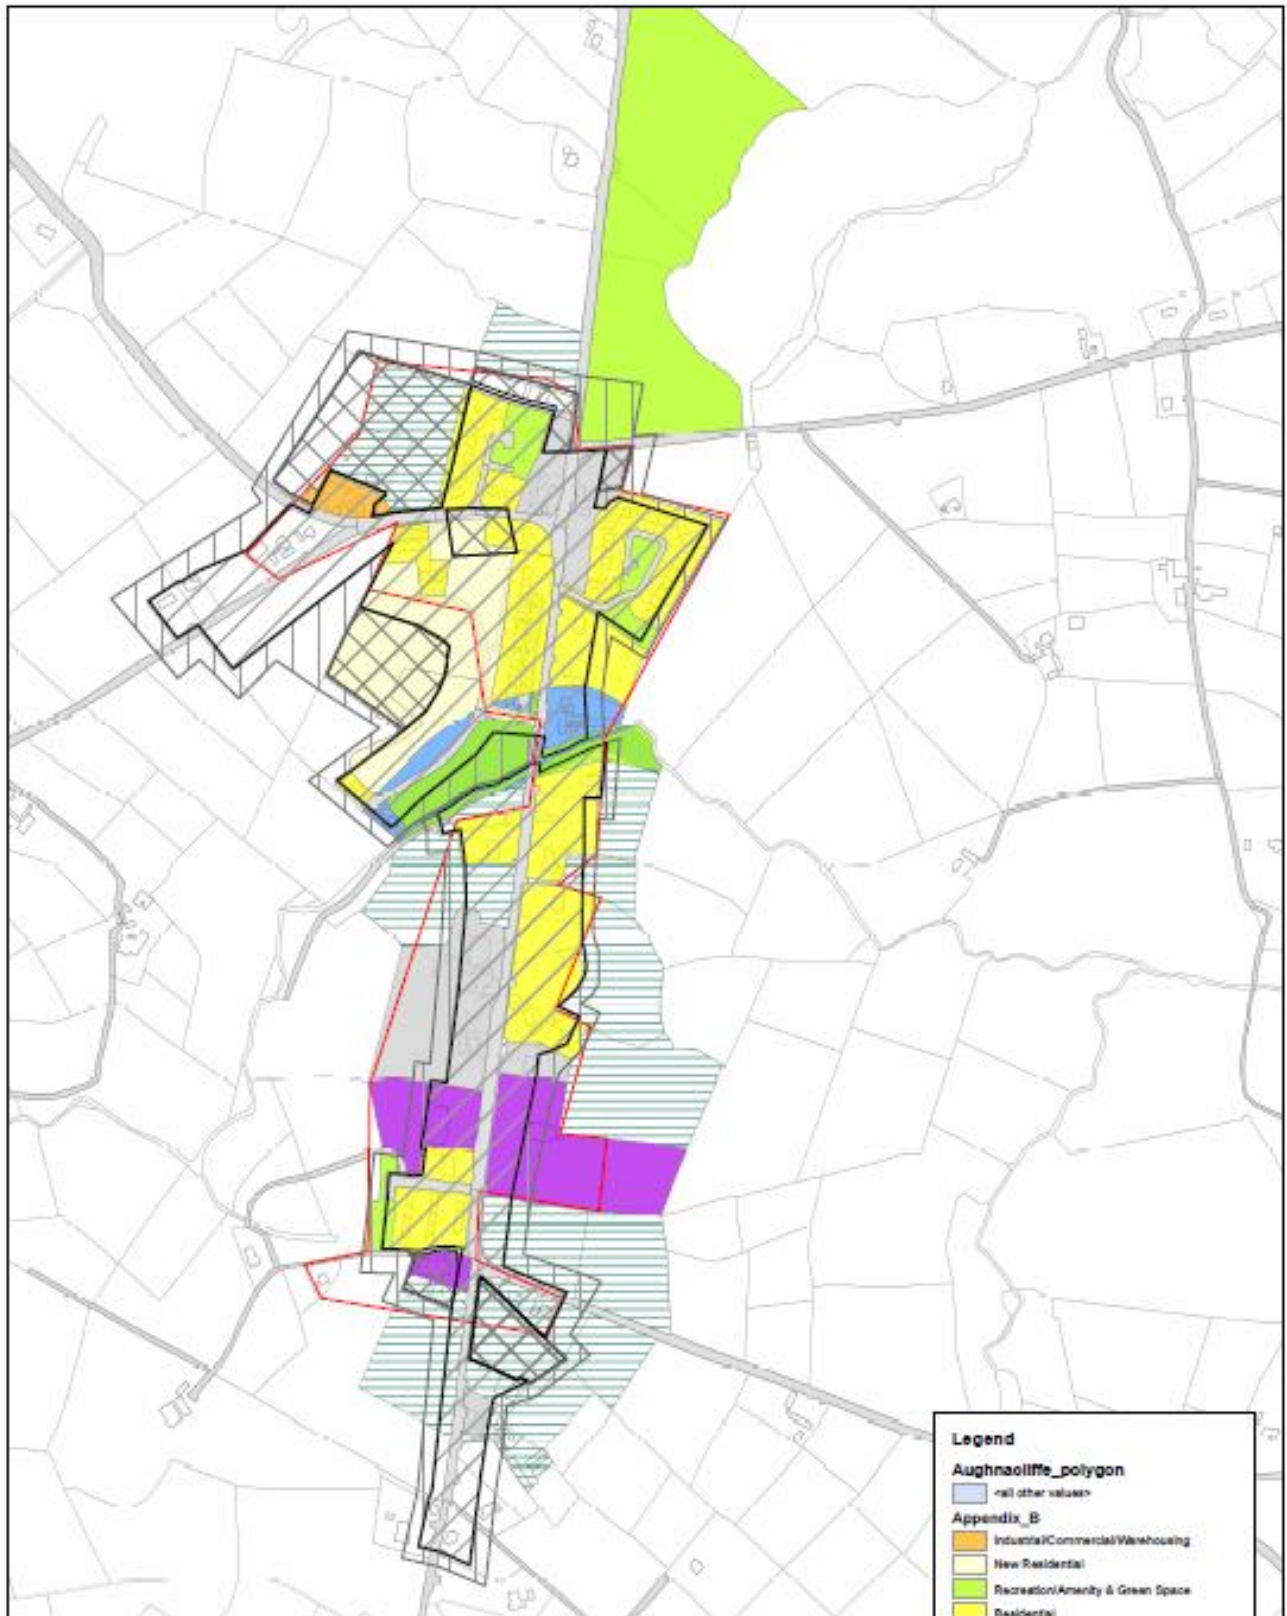 Legend
Aughnacliffe_polygon
<all other values>
Appendix_B
Industrial/Commercial/Warehousing
New Residential
Recreation/Amenity & Green Space
Residential